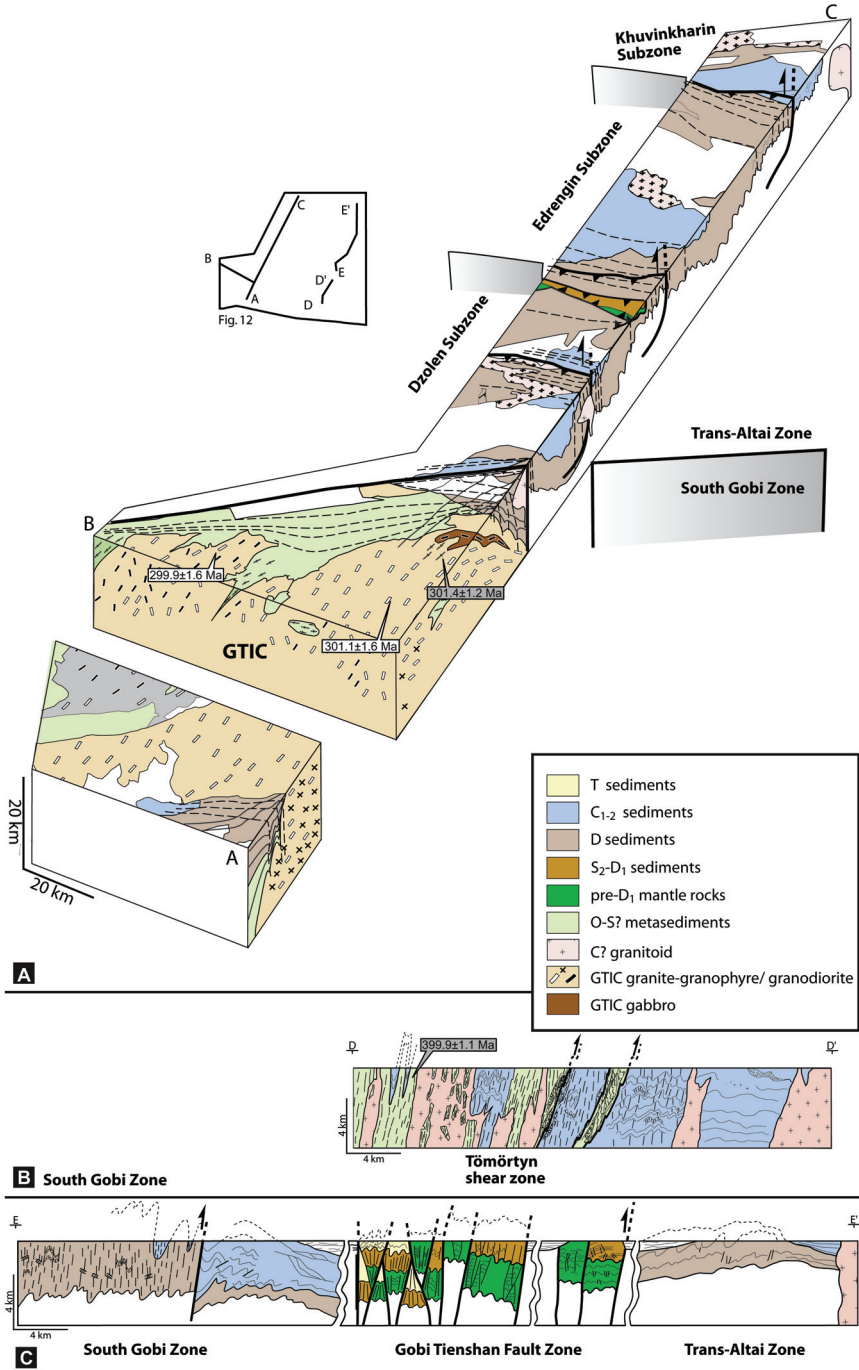 C
Khuvinkharin
Subzone
Edrengin Subzone
C
E'
B
D'
E
A
D
Fig. 12
Dzolen Subzone
Trans-Altai Zone
South Gobi Zone
B
299.9±1.6 Ma
301.4±1.2 Ma
301.1±1.6 Ma
GTIC
A
20 km
20 km
T sediments
C1-2 sediments
D sediments
S2-D1 sediments
pre-D1 mantle rocks
O-S? metasediments
C? granitoid
GTIC granite-granophyre/ granodiorite
GTIC gabbro
A
D
399.9±1.1 Ma
D'
4 km
4 km
Tömörtyn
shear zone
B South Gobi Zone
E
E'
4 km
4 km
South Gobi Zone
Gobi Tienshan Fault Zone
Trans-Altai Zone
C